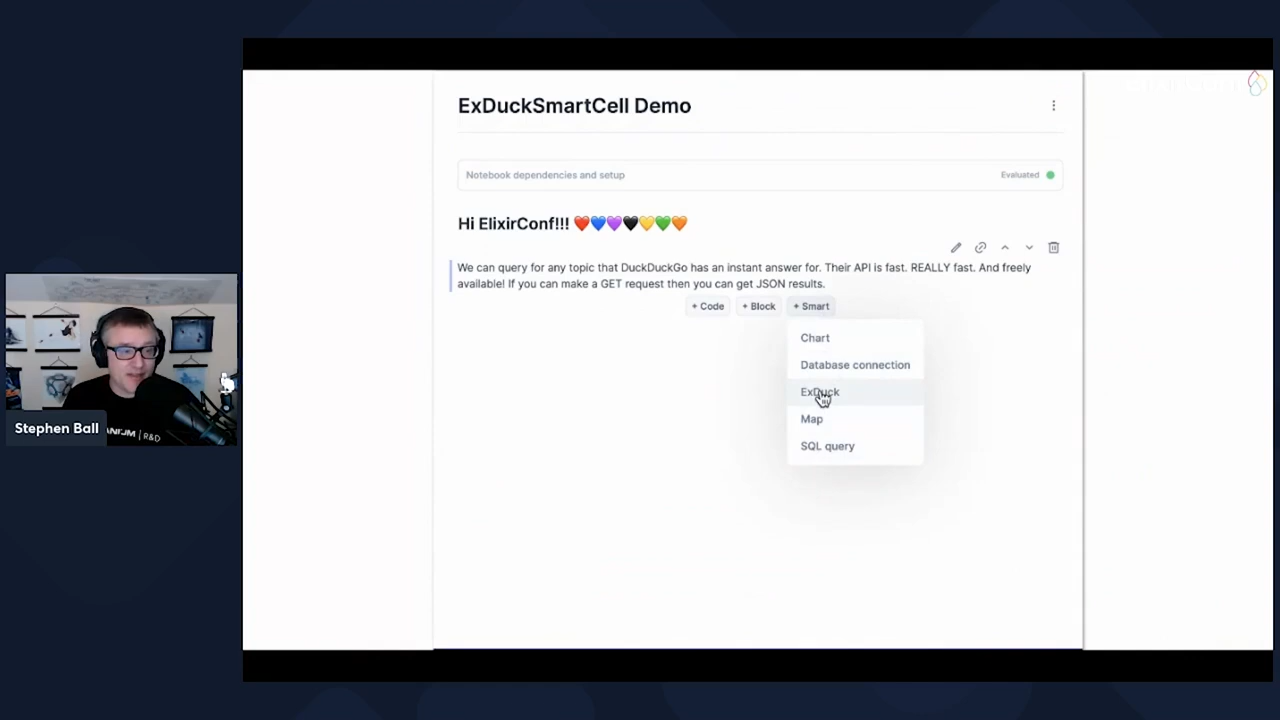 ExDuckSmartCell Demo
Notebook dependencies and setup
Evaluated
Hi ElixirConf!!! ❤️💙💜🖤💛💚🧡
We can query for any topic that DuckDuckGo has an instant answer for. Their API is fast. REALLY fast. And freely
available! If you can make a GET request then you can get JSON results.
+ Code
+ Block
+ Smart
Chart
Database connection
ExDuck
Map
SQL query
Stephen Ball
R&D